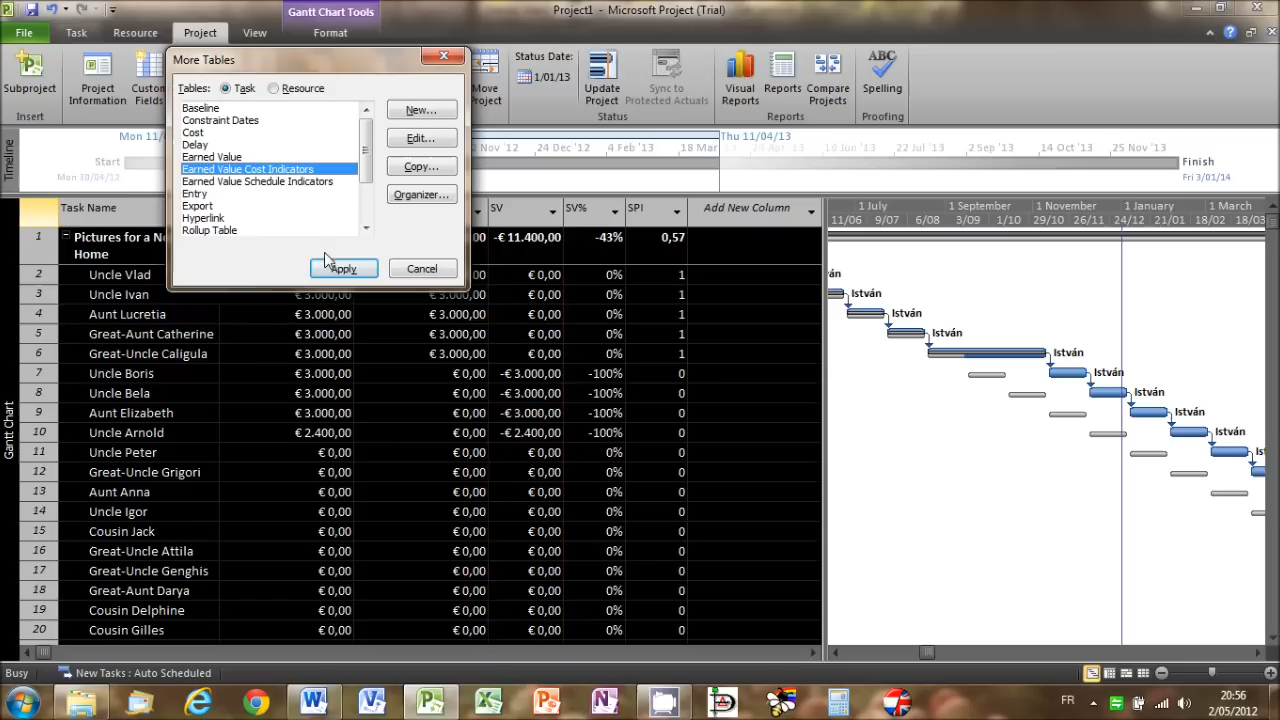 Gantt Chart Tools
Project1 - Microsoft Project (Trial)
File
Task
Resource
Project
View
Format
Subproject
Project Information
Custom Fields
Move Project
Status Date:
1/01/13
Update Project
Sync to Protected Actuals
Visual Reports
Reports
Compare Projects
ABC
Spelling
Insert
Status
Reports
Proofing
More Tables
Tables:
Task
Resource
Baseline
Constraint Dates
Cost
Delay
Earned Value
Earned Value Cost Indicators
Earned Value Schedule Indicators
Entry
Export
Hyperlink
Rollup Table
New...
Edit...
Copy...
Organizer...
Apply
Cancel
Timeline
Mon 11/0
Thu 11/04/13
Nov '12
24 Dec '12
4 Feb '13
18 Mar
14 Oct '13
25 Nov '13
Start
Mon 30/04/12
Finish
Fri 3/01/14
Task Name
SV
SV%
SPI
Add New Column
1 July
1 September
1 November
1 January
1 March
11/06 9/07 6/08 3/09 1/10 29/10 26/11 24/12 21/01 18/02 18/03
1 Pictures for a N
Home
0,00 -€ 11.400,00 -43% 0,57
2 Uncle Vlad € 0,00 0% 1
3 Uncle Ivan € 3.000,00 € 3.000,00 € 0,00 0% 1 István
4 Aunt Lucretia € 3.000,00 € 3.000,00 € 0,00 0% 1 István
5 Great-Aunt Catherine € 3.000,00 € 3.000,00 € 0,00 0% 1 István
6 Great-Uncle Caligula € 3.000,00 € 3.000,00 € 0,00 0% 1 István
7 Uncle Boris € 3.000,00 € 0,00 -€ 3.000,00 -100% 0 István
8 Uncle Bela € 3.000,00 € 0,00 -€ 3.000,00 -100% 0 István
9 Aunt Elizabeth € 3.000,00 € 0,00 -€ 3.000,00 -100% 0 István
10 Uncle Arnold € 2.400,00 € 0,00 -€ 2.400,00 -100% 0 István
11 Uncle Peter € 0,00 € 0,00 € 0,00 0% 0 Is
12 Great-Uncle Grigori € 0,00 € 0,00 € 0,00 0% 0
13 Aunt Anna € 0,00 € 0,00 € 0,00 0% 0
14 Uncle Igor € 0,00 € 0,00 € 0,00 0% 0
15 Cousin Jack € 0,00 € 0,00 € 0,00 0% 0
16 Great-Uncle Attila € 0,00 € 0,00 € 0,00 0% 0
17 Great-Uncle Genghis € 0,00 € 0,00 € 0,00 0% 0
18 Great-Aunt Darya € 0,00 € 0,00 € 0,00 0% 0
19 Cousin Delphine € 0,00 € 0,00 € 0,00 0% 0
20 Cousin Gilles € 0,00 € 0,00 € 0,00 0% 0
Gantt Chart
Busy
New Tasks : Auto Scheduled
FR
20:56
2/05/2012